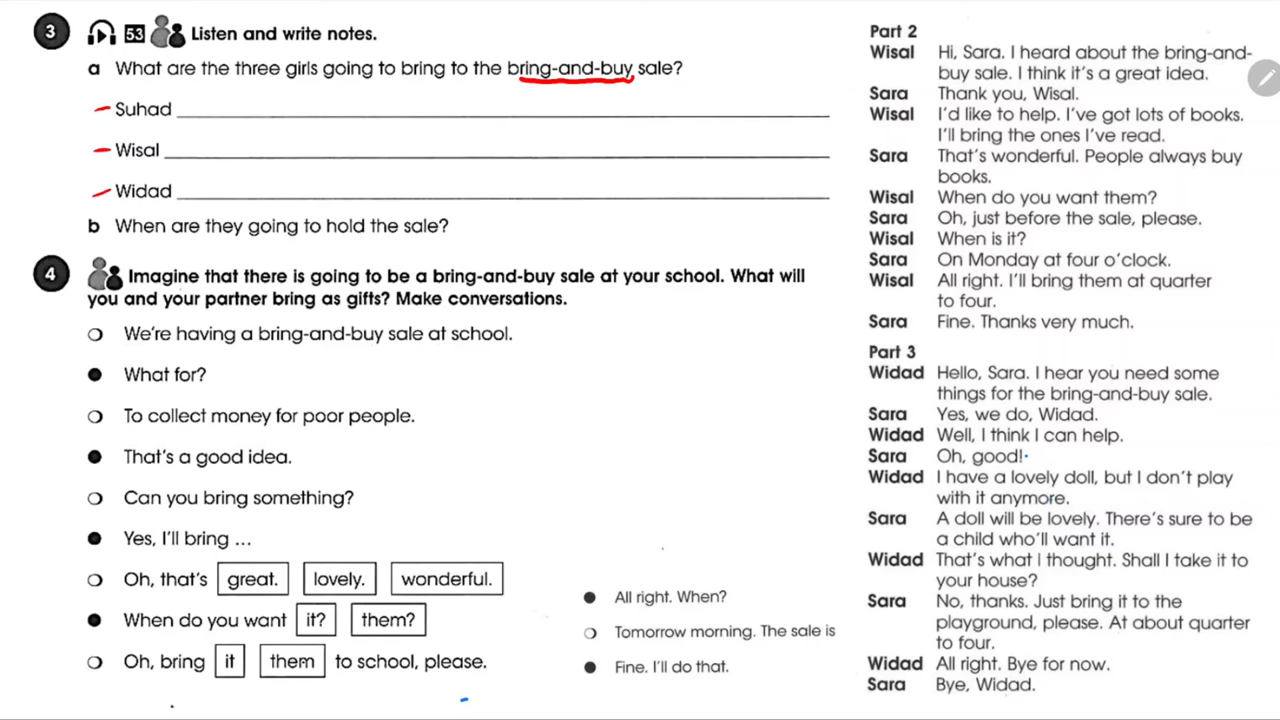 3 53 Listen and write notes.
a What are the three girls going to bring to the bring-and-buy sale?
Suhad
Wisal
Widad
b When are they going to hold the sale?
4 Imagine that there is going to be a bring-and-buy sale at your school. What will
you and your partner bring as gifts? Make conversations.
We're having a bring-and-buy sale at school.
What for?
To collect money for poor people.
That's a good idea.
Can you bring something?
Yes, I'll bring ...
Oh, that's great. lovely. wonderful.
When do you want it? them?
Oh, bring it them to school, please.
All right. When?
Tomorrow morning. The sale is
Fine. I'll do that.
Part 2
Wisal Hi, Sara. I heard about the bring-and-
buy sale. I think it's a great idea.
Sara Thank you, Wisal.
Wisal I'd like to help. I've got lots of books.
I'll bring the ones I've read.
Sara That's wonderful. People always buy
books.
Wisal When do you want them?
Sara Oh, just before the sale, please.
Wisal When is it?
Sara On Monday at four o'clock.
Wisal All right. I'll bring them at quarter
to four.
Sara Fine. Thanks very much.
Part 3
Widad Hello, Sara. I hear you need some
things for the bring-and-buy sale.
Sara Yes, we do, Widad.
Widad Well, I think I can help.
Sara Oh, good!
Widad I have a lovely doll, but I don't play
with it anymore.
Sara A doll will be lovely. There's sure to be
a child who'll want it.
Widad That's what I thought. Shall I take it to
your house?
Sara No, thanks. Just bring it to the
playground, please. At about quarter
to four.
Widad All right. Bye for now.
Sara Bye, Widad.